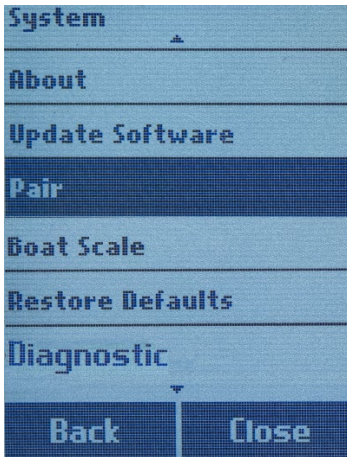 System
About
Update Software
Pair
Boat Scale
Restore Defaults
Diagnostic
Back Close